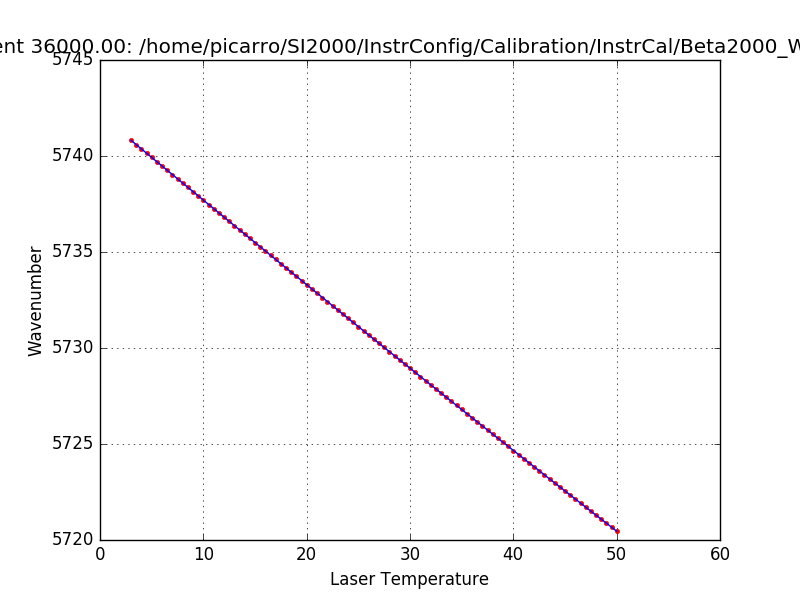 ent 36000.00: /home/picarro/SI2000/InstrConfig/Calibration/InstrCal/Beta2000_W
5745
5740
5735
5730
5725
5720
Wavenumber
0 10 20 30 40 50 60
Laser Temperature